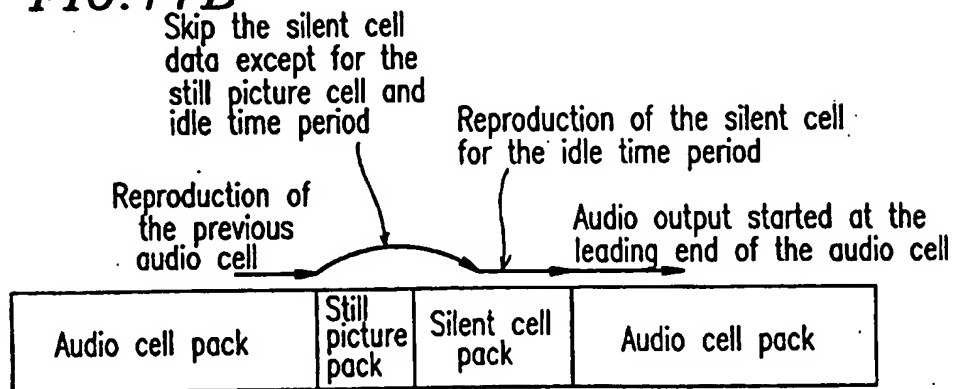 Skip the silent cell
data except for the
still picture cell and
idle time period
Reproduction of the silent cell
for the idle time period
Reproduction of
the previous
audio cell
Audio output started at the
leading end of the audio cell
Audio cell pack
Still
picture
pack
Silent cell
pack
Audio cell pack